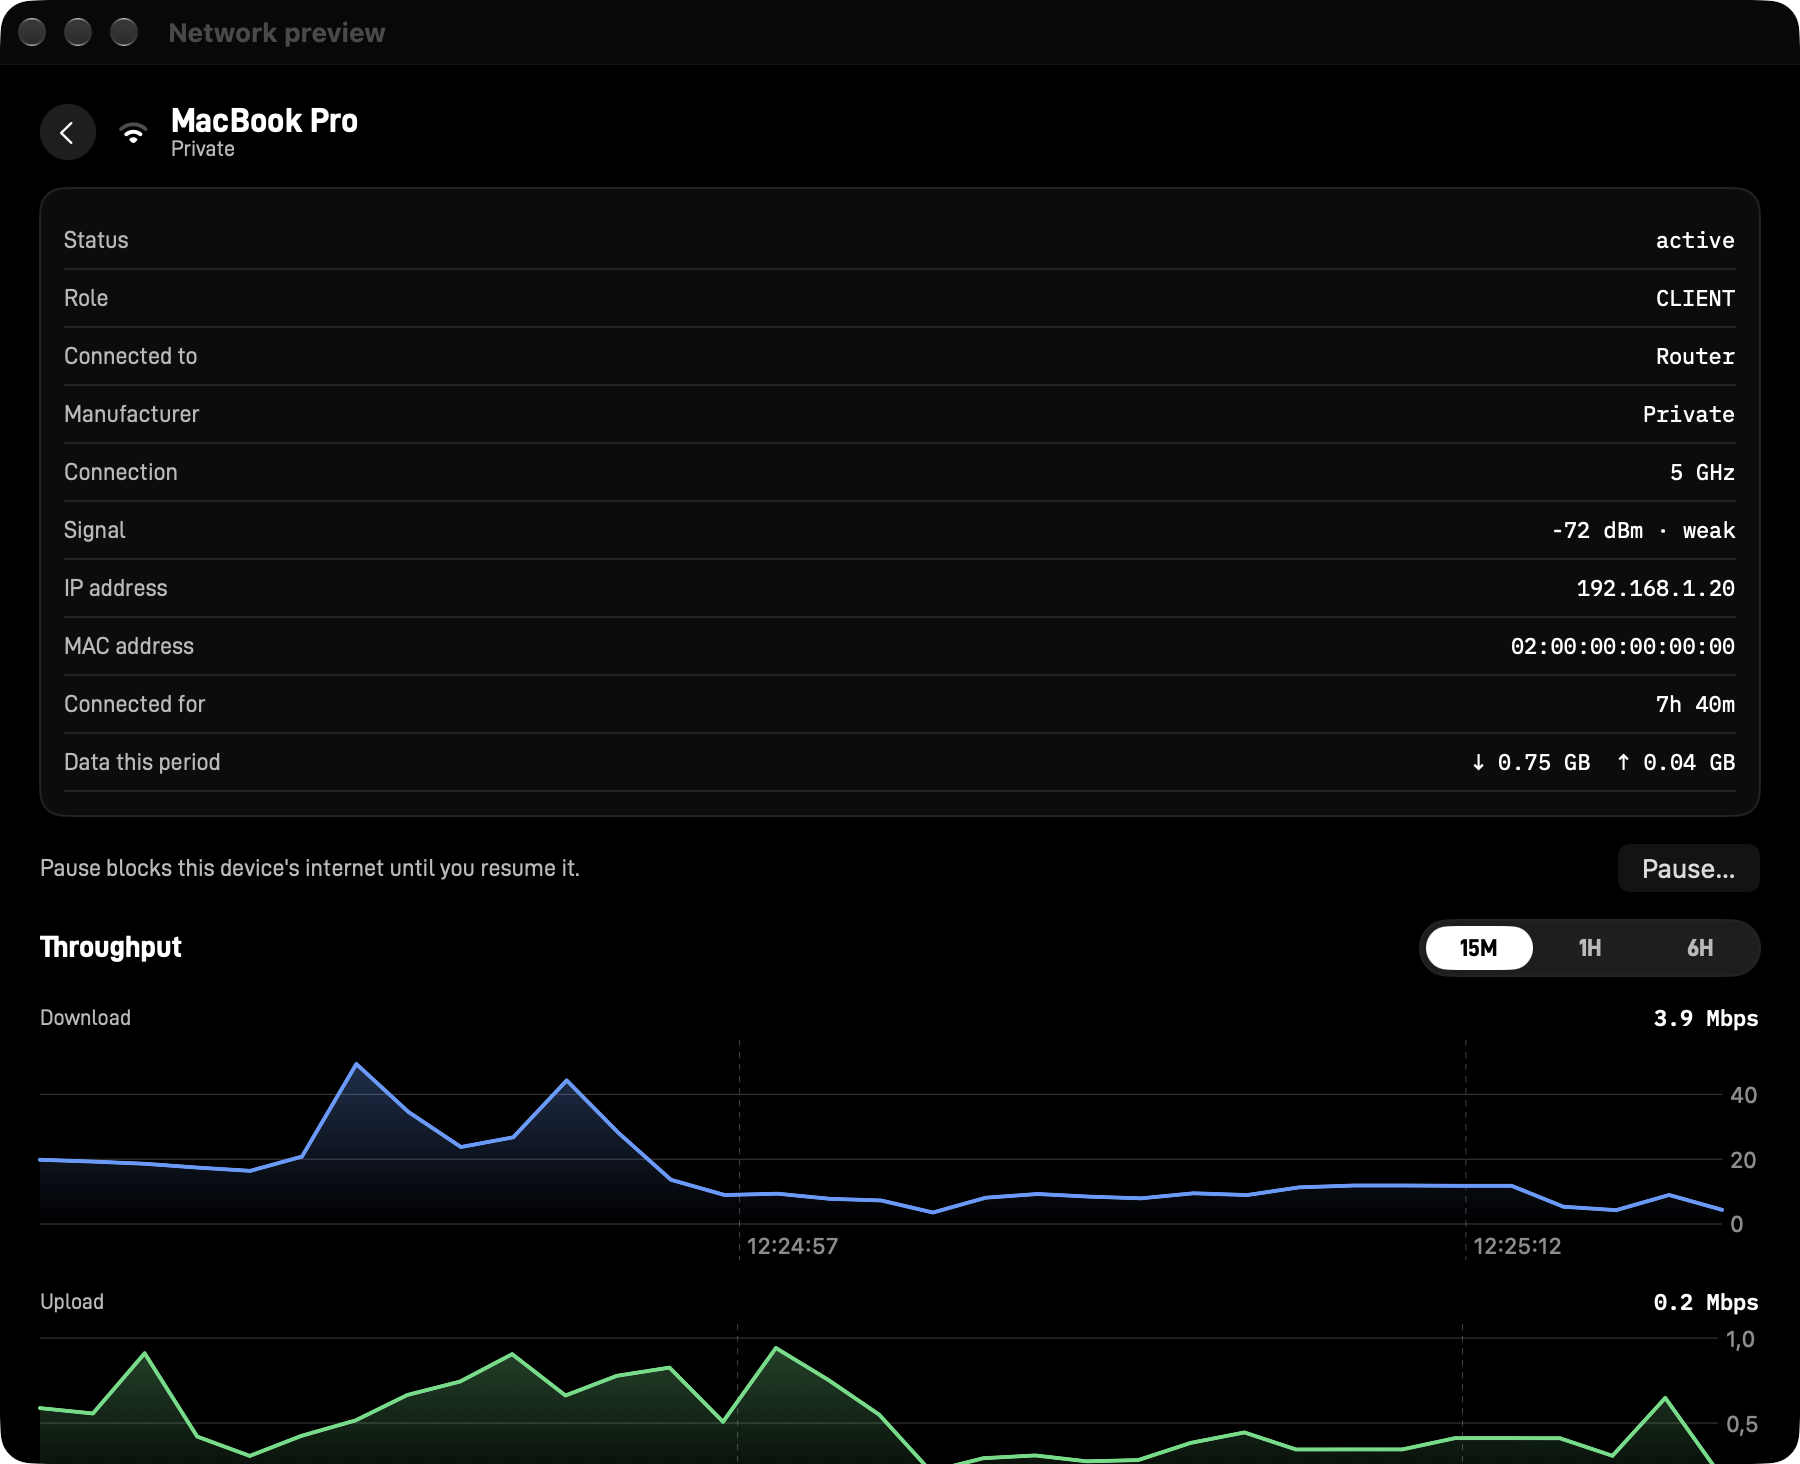 Network preview
MacBook Pro
Private
Status active
Role CLIENT
Connected to Router
Manufacturer Private
Connection 5 GHz
Signal -72 dBm · weak
IP address 192.168.1.20
MAC address 02:00:00:00:00:00
Connected for 7h 40m
Data this period ↓ 0.75 GB ↑ 0.04 GB
Pause blocks this device's internet until you resume it. Pause...
Throughput 15M 1H 6H
Download 3.9 Mbps
40
20
0
12:24:57 12:25:12
Upload 0.2 Mbps
1,0
0,5